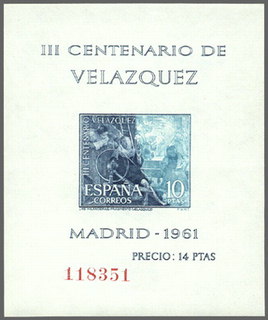 III CENTENARIO DE
VELAZQUEZ
III CENTENARIO
VELAZQUEZ
ESPAÑA
CORREOS
10
PTAS
MADRID - 1961
PRECIO: 14 PTAS
118351